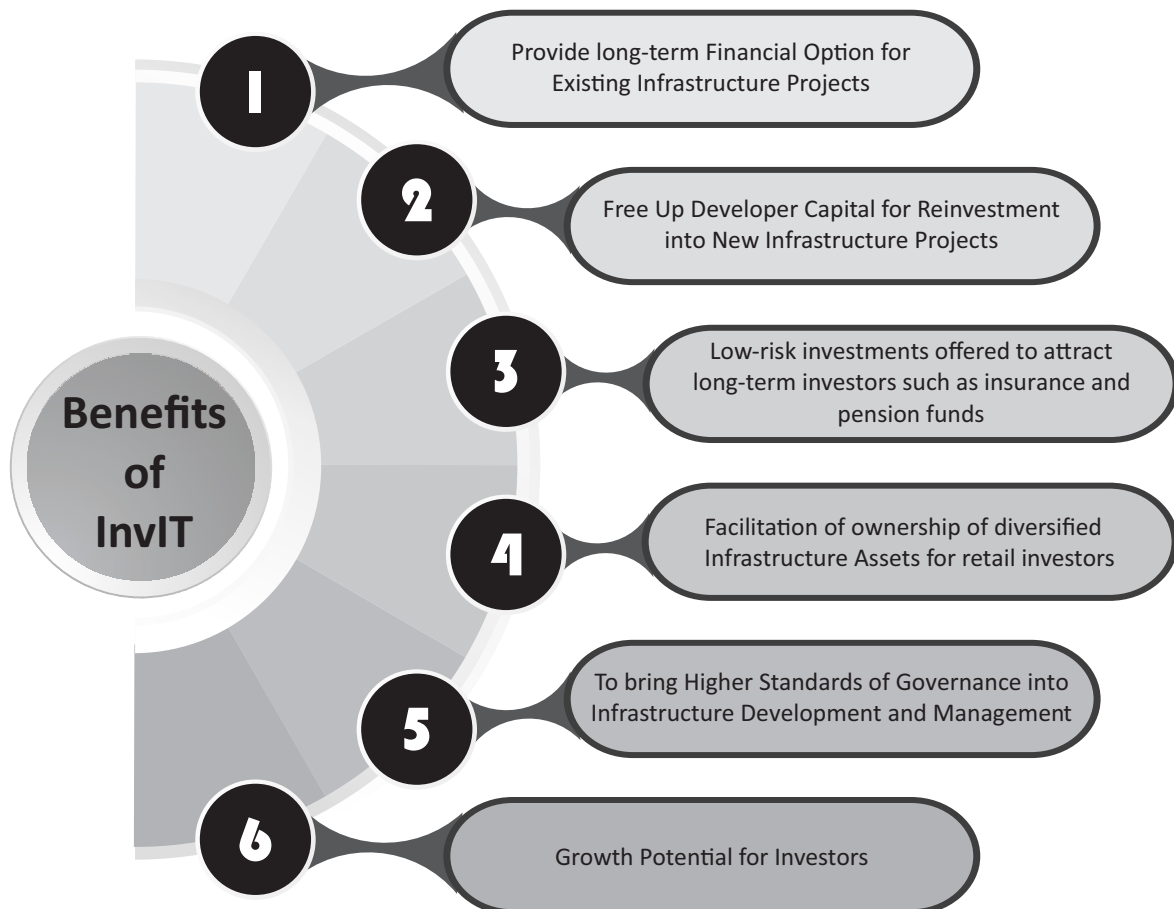 Benefits
of
InvIT
1
Provide long-term Financial Option for
Existing Infrastructure Projects
2
Free Up Developer Capital for Reinvestment
into New Infrastructure Projects
3
Low-risk investments offered to attract
long-term investors such as insurance and
pension funds
4
Facilitation of ownership of diversified
Infrastructure Assets for retail investors
5
To bring Higher Standards of Governance into
Infrastructure Development and Management
6
Growth Potential for Investors